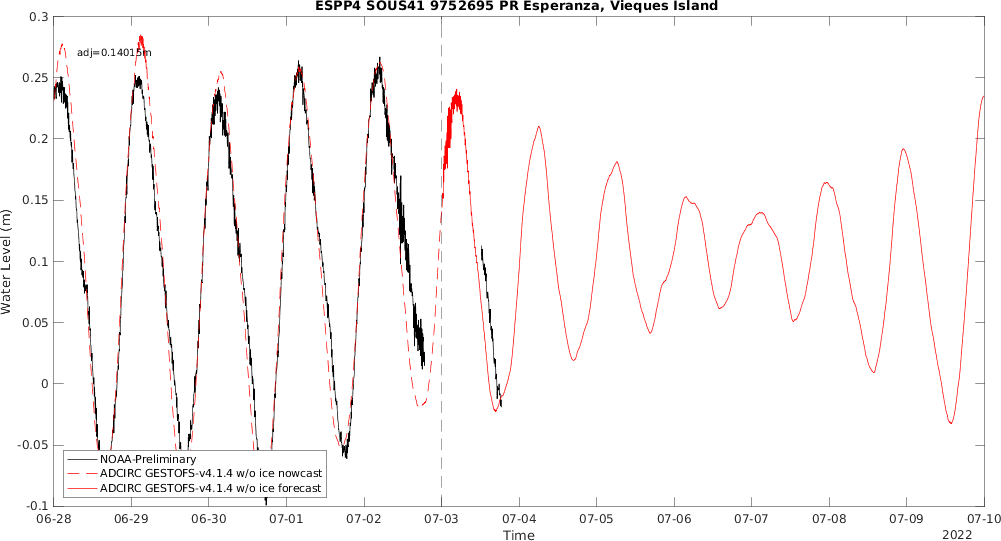 ESPP4 SOUS41 9752695 PR Esperanza, Vieques Island
0.3
adj=0.14015m
0.25
0.2
0.15
0.1
0.05
0
-0.05
-0.1
Water Level (m)
NOAA-Preliminary
ADCIRC GESTOFS-v4.1.4 w/o ice nowcast
ADCIRC GESTOFS-v4.1.4 w/o ice forecast
06-28 06-29 06-30 07-01 07-02 07-03 07-04 07-05 07-06 07-07 07-08 07-09 07-10
Time
2022